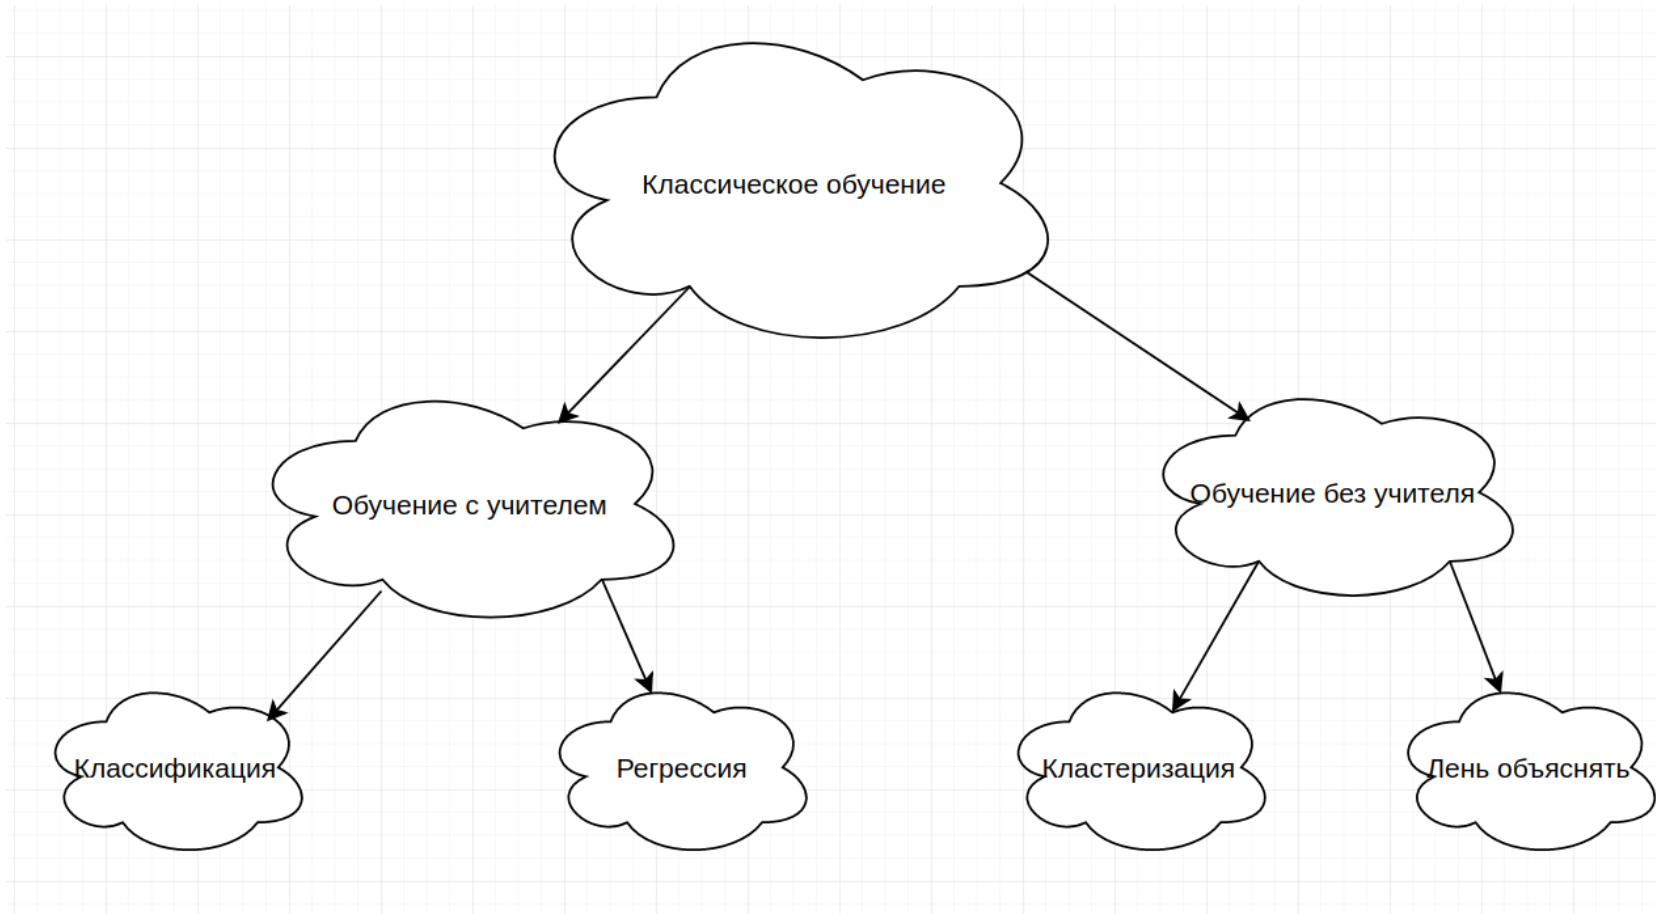 Классическое обучение
Обучение с учителем
Обучение без учителя
Классификация
Регрессия
Кластеризация
Лень объяснять